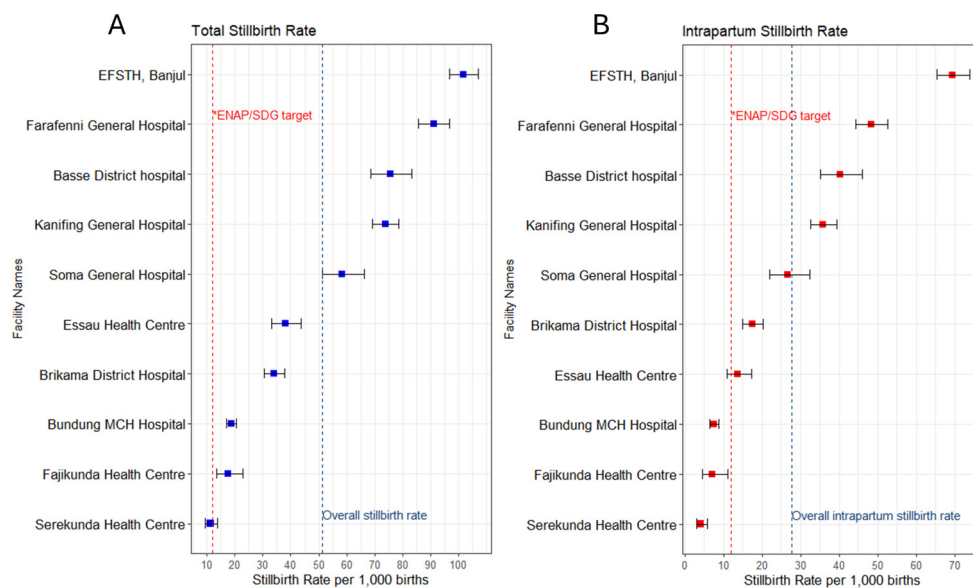 A
Total Stillbirth Rate
Facility Names
EFSTH, Banjul
*ENAP/SDG target
Farafenni General Hospital
Basse District hospital
Kanifing General Hospital
Soma General Hospital
Essau Health Centre
Brikama District Hospital
Bundung MCH Hospital
Fajikunda Health Centre
Overall stillbirth rate
Serekunda Health Centre
10 20 30 40 50 60 70 80 90 100
Stillbirth Rate per 1,000 births
B
Intrapartum Stillbirth Rate
Facility Names
EFSTH, Banjul
*ENAP/SDG target
Farafenni General Hospital
Basse District hospital
Kanifing General Hospital
Soma General Hospital
Brikama District Hospital
Essau Health Centre
Bundung MCH Hospital
Fajikunda Health Centre
Overall intrapartum stillbirth rate
Serekunda Health Centre
0 10 20 30 40 50 60 70
Stillbirth Rate per 1,000 births